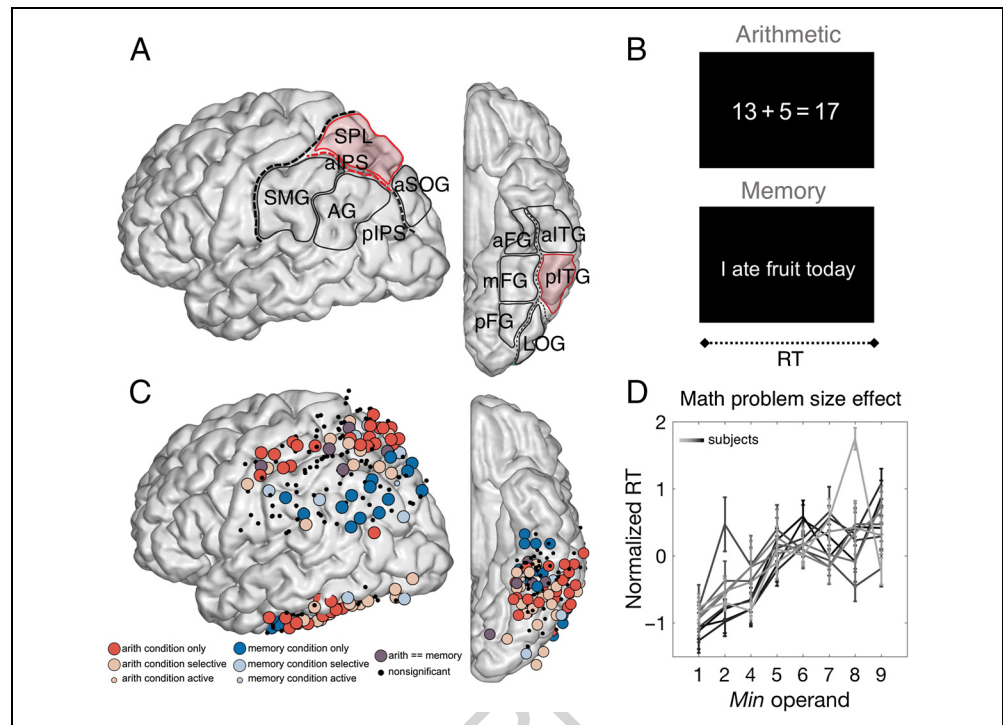 A
SPL
aIPS
aSOG
SMG
AG
pIPS
aFG
aITG
mFG
pITG
pFG
LOG
B
Arithmetic
13 + 5 = 17
Memory
I ate fruit today
RT
C
arith condition only
memory condition only
arith == memory
arith condition selective
memory condition selective
nonsignificant
arith condition active
memory condition active
D
Math problem size effect
subjects
Normalized RT
2
1
0
−1
1 2 4 5 6 7 8 9
Min operand